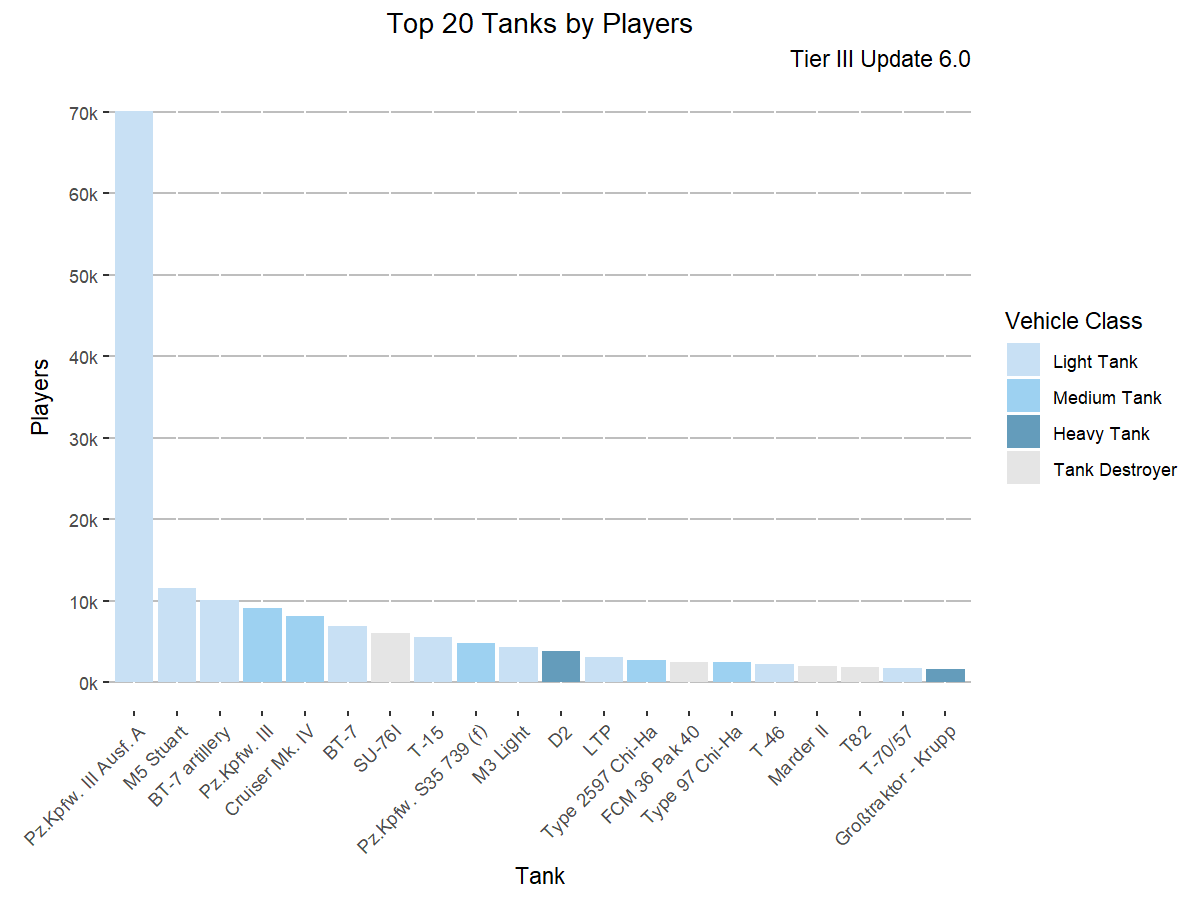 Top 20 Tanks by Players
Tier III Update 6.0
Players
70k
60k
50k
40k
30k
20k
10k
0k
Pz.Kpfw. III Ausf. A
M5 Stuart
BT-7 artillery
Pz.Kpfw. III
Cruiser Mk. IV
BT-7
SU-76I
T-15
Pz.Kpfw. S35 739 (f)
M3 Light
D2
LTP
Type 2597 Chi-Ha
FCM 36 Pak 40
Type 97 Chi-Ha
T-46
Marder II
T82
T-70/57
Großtraktor - Krupp
Tank
Vehicle Class
Light Tank
Medium Tank
Heavy Tank
Tank Destroyer